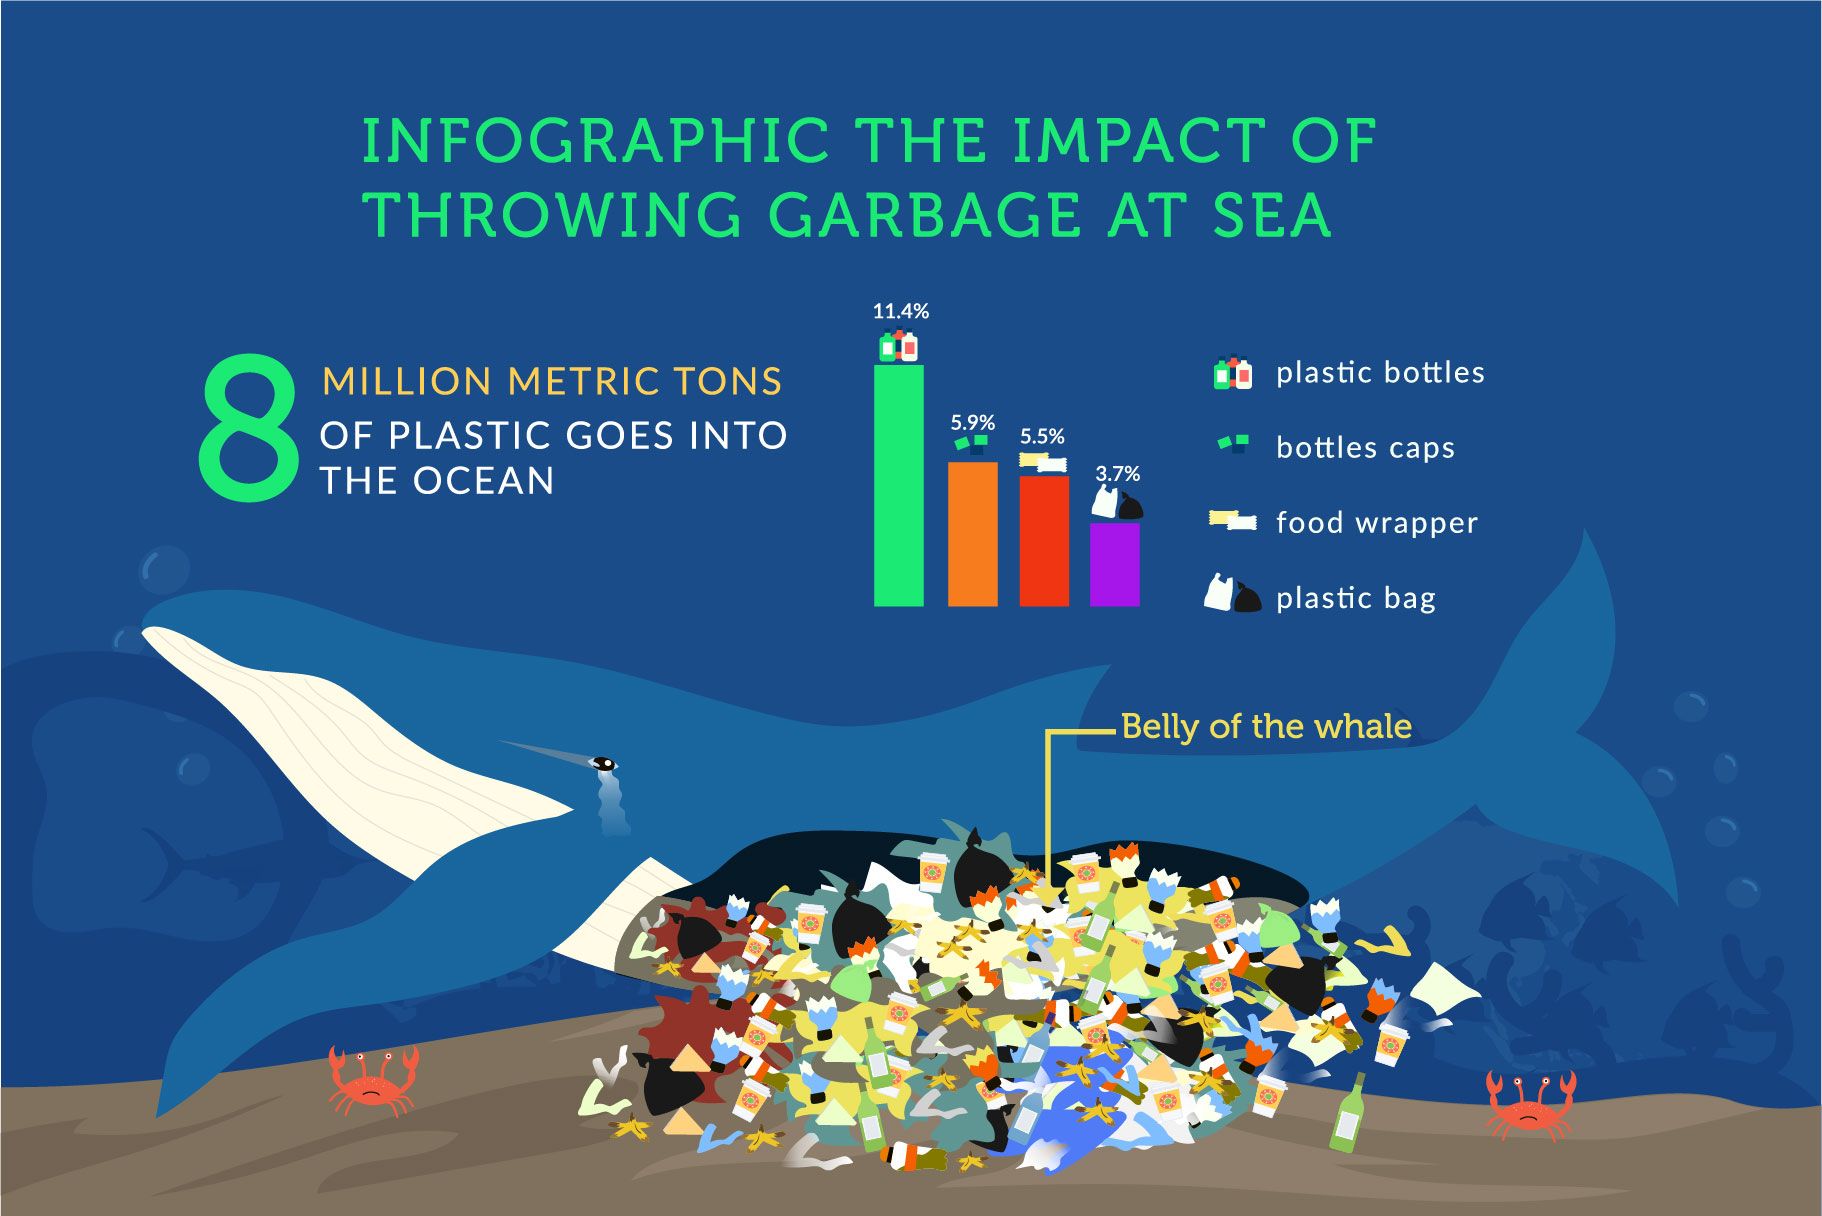 INFOGRAPHIC THE IMPACT OF
THROWING GARBAGE AT SEA
8
MILLION METRIC TONS
OF PLASTIC GOES INTO
THE OCEAN
11.4%
5.9%
5.5%
3.7%
plastic bottles
bottles caps
food wrapper
plastic bag
Belly of the whale